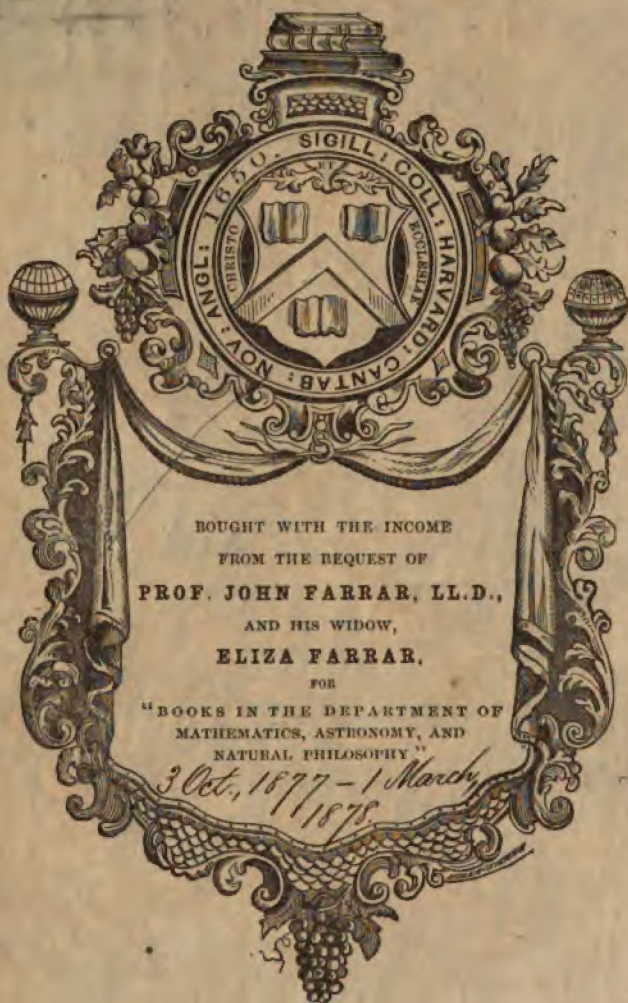 SIGILL: COLL: HARVARD: CANTAB: NOV: ANGL: 1650.
ET
CHRISTO
ECCLESIAE
BOUGHT WITH THE INCOME
FROM THE BEQUEST OF
PROF. JOHN FARRAR, LL.D.,
AND HIS WIDOW,
ELIZA FARRAR,
FOR
"BOOKS IN THE DEPARTMENT OF
MATHEMATICS, ASTRONOMY, AND
NATURAL PHILOSOPHY"
3 Oct., 1877 – 1 March,
1878.